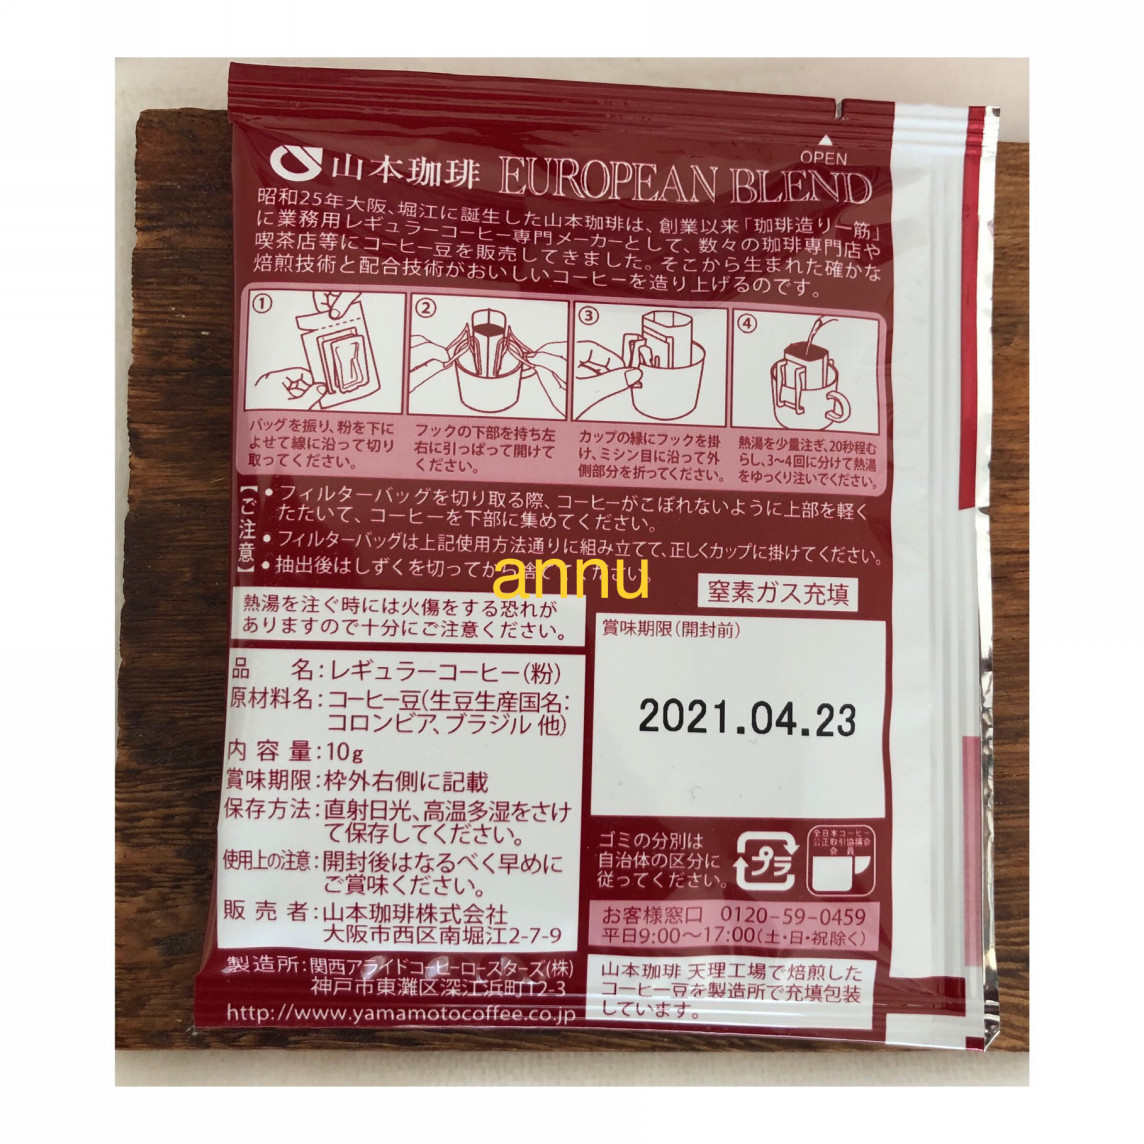 OPEN
山本珈琲 EUROPEAN BLEND
昭和25年大阪、堀江に誕生した山本珈琲は、創業以来「珈琲造り一筋」
に業務用レギュラーコーヒー専門メーカーとして、数々の珈琲専門店や
喫茶店等にコーヒー豆を販売してきました。そこから生まれた確かな
焙煎技術と配合技術がおいしいコーヒーを造り上げるのです。
①
バッグを振り、粉を下に
よせて線に沿って切り
取ってください。
②
フックの下部を持ち左
右に引っぱって開けて
ください。
③
カップの縁にフックを掛
け、ミシン目に沿って外
側部分を折ってください。
④
熱湯を少量注ぎ、20秒程む
らし、3〜4回に分けて熱湯
をゆっくり注いでください。
【ご注意】
•フィルターバッグを切り取る際、コーヒーがこぼれないように上部を軽く
たたいて、コーヒーを下部に集めてください。
•フィルターバッグは上記使用方法通りに組み立てて、正しくカップに掛けてください。
•抽出後はしずくを切ってから捨てください。
annu
窒素ガス充填
熱湯を注ぐ時には火傷をする恐れが
ありますので十分にご注意ください。
賞味期限(開封前)
2021.04.23
品名:レギュラーコーヒー(粉)
原材料名:コーヒー豆(生豆生産国名:
コロンビア、ブラジル 他)
内容量:10g
賞味期限:枠外右側に記載
保存方法:直射日光、高温多湿をさけ
て保存してください。
使用上の注意:開封後はなるべく早めに
ご賞味ください。
販売者:山本珈琲株式会社
大阪市西区南堀江2-7-9
製造所:関西アライドコーヒーロースターズ(株)
神戸市東灘区深江浜町12-3
http://www.yamamotocoffee.co.jp
ゴミの分別は
自治体の区分に
従ってください。
プラ
全日本コーヒー
公正取引協議会
会員
お客様窓口 0120-59-0459
平日9:00〜17:00(土・日・祝除く)
山本珈琲 天理工場で焙煎した
コーヒー豆を製造所で充填包装
しています。